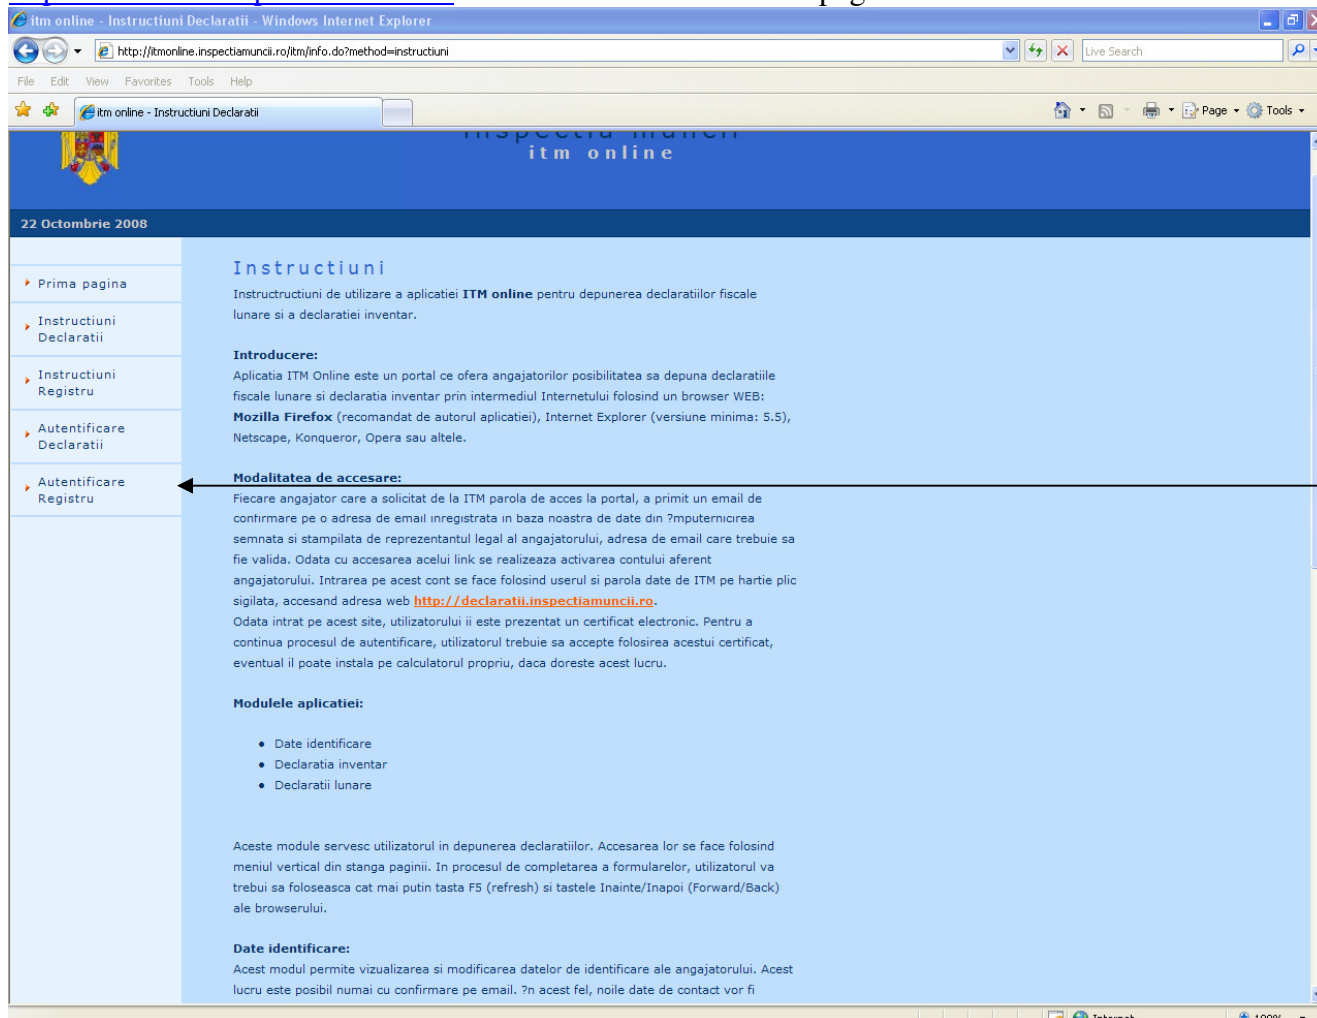 itm online - Instructiuni Declaratii - Windows Internet Explorer
http://itmonline.inspectiamuncii.ro/itm/info.do?method=instructiuni
Live Search
File Edit View Favorites Tools Help
itm online - Instructiuni Declaratii
Page Tools
itm online
22 Octombrie 2008
Prima pagina
Instructiuni
Declaratii
Instructiuni
Registru
Autentificare
Declaratii
Autentificare
Registru
Instructiuni
Instructructiuni de utilizare a aplicatiei ITM online pentru depunerea declaratiilor fiscale
lunare si a declaratiei inventar.
Introducere:
Aplicatia ITM Online este un portal ce ofera angajatorilor posibilitatea sa depuna declaratiile
fiscale lunare si declaratia inventar prin intermediul Internetului folosind un browser WEB:
Mozilla Firefox (recomandat de autorul aplicatiei), Internet Explorer (versiune minima: 5.5),
Netscape, Konqueror, Opera sau altele.
Modalitatea de accesare:
Fiecare angajator care a solicitat de la ITM parola de acces la portal, a primit un email de
confirmare pe o adresa de email inregistrata in baza noastra de date din ?mputernicirea
semnata si stampilata de reprezentantul legal al angajatorului, adresa de email care trebuie sa
fie valida. Odata cu accesarea acelui link se realizeaza activarea contului aferent
angajatorului. Intrarea pe acest cont se face folosind userul si parola date de ITM pe hartie plic
sigilata, accesand adresa web http://declaratii.inspectiamuncii.ro.
Odata intrat pe acest site, utilizatorului ii este prezentat un certificat electronic. Pentru a
continua procesul de autentificare, utilizatorul trebuie sa accepte folosirea acestui certificat,
eventual il poate instala pe calculatorul propriu, daca doreste acest lucru.
Modulele aplicatiei:
• Date identificare
• Declaratia inventar
• Declaratii lunare
Aceste module servesc utilizatorul in depunerea declaratiilor. Accesarea lor se face folosind
meniul vertical din stanga paginii. In procesul de completarea a formularelor, utilizatorul va
trebui sa foloseasca cat mai putin tasta F5 (refresh) si tastele Inainte/Inapoi (Forward/Back)
ale browserului.
Date identificare:
Acest modul permite vizualizarea si modificarea datelor de identificare ale angajatorului. Acest
lucru este posibil numai cu confirmare pe email. ?n acest fel, noile date de contact vor fi